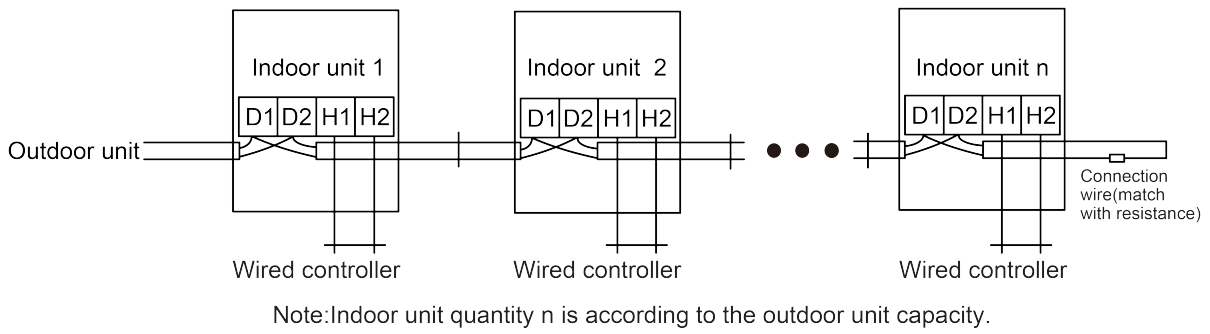 Indoor unit 1
Indoor unit 2
Indoor unit n
D1 D2 H1 H2
D1 D2 H1 H2
D1 D2 H1 H2
Outdoor unit
Connection
wire(match
with resistance)
Wired controller
Wired controller
Wired controller
Note:Indoor unit quantity n is according to the outdoor unit capacity.